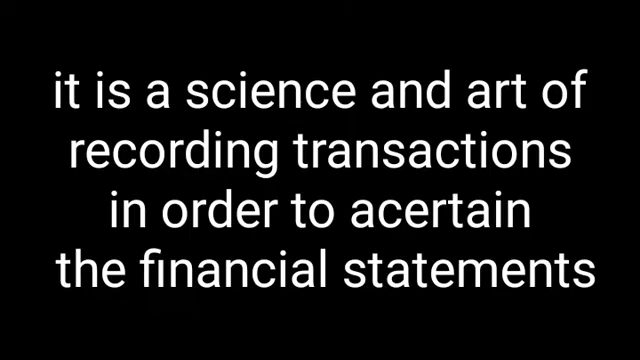 it is a science and art of
recording transactions
in order to acertain
the financial statements